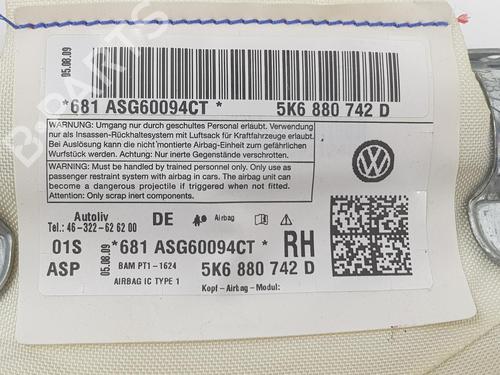 05.08.09
*681 ASG60094CT * 5K6 880 742 D
WARNUNG: Umgang nur durch geschultes Personal erlaubt. Verwendung
nur als Insassen-Rückhaltesystem mit Luftsack für Kraftfahrzeuge erlaubt.
Bei Auslösung kann die nicht montierte Airbag-Einheit zum gefährlichen
Wurfstück werden. Achtung: Nur inerte Gegenstände verschrotten.
WARNING: Must be handled by trained personnel only. Only use as
passenger restraint system with airbag in cars. The airbag unit can
become a dangerous projectile if triggered when not fitted.
Attention: Only scrap inert components.
Autoliv DE Airbag
Tel.: 46-322-62 62 00
01S *681 ASG60094CT * RH
ASP 05.08.09 BAM PT1-1624 5K6 880 742 D
AIRBAG IC TYPE 1 Kopf-Airbag-Modul:
B-PARTS